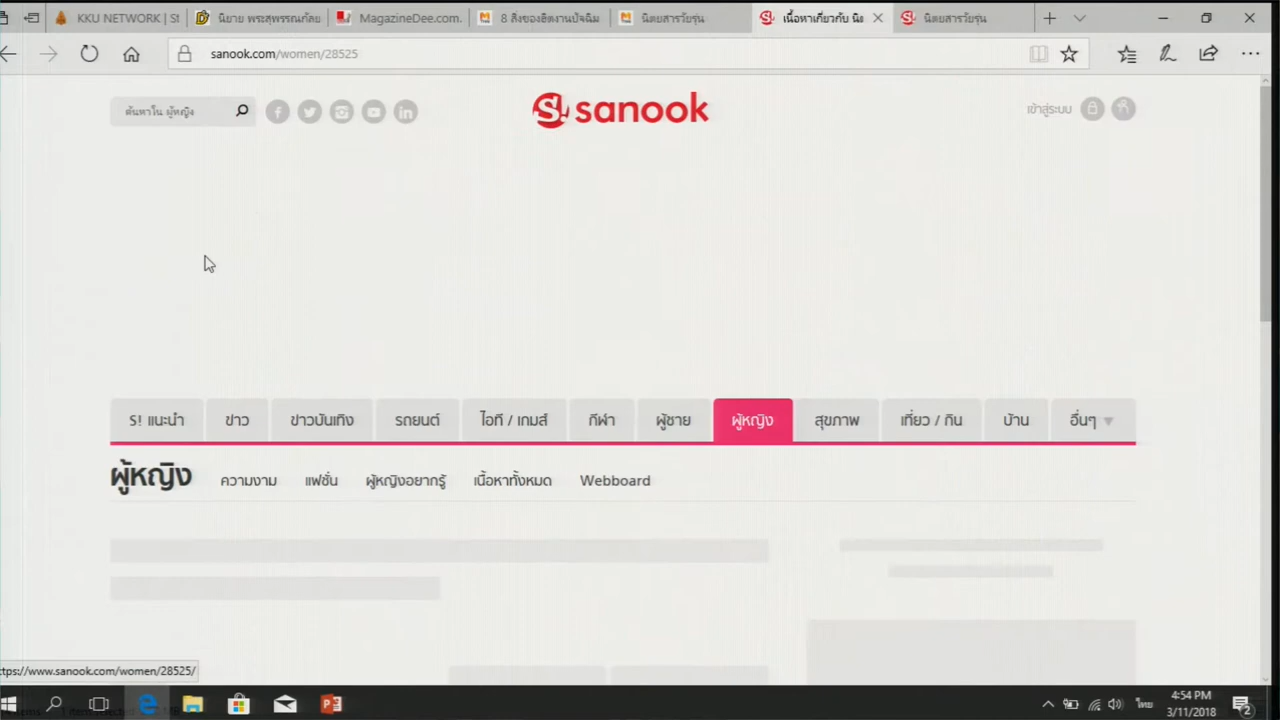 KKU NETWORK | S!
นิยาย พระสุพรรณกัลย
MagazineDee.com.
8 สิ่งของฮิตงานปัจฉิม
นิตยสารวัยรุ่น
เนื้อหาเกี่ยวกับ นิต
นิตยสารวัยรุ่น
sanook.com/women/28525
ค้นหาใน ผู้หญิง
S! sanook
เข้าสู่ระบบ
S! แนะนำ ข่าว ข่าวบันเทิง รถยนต์ ไอที / เกมส์ กีฬา ผู้ชาย ผู้หญิง สุขภาพ เที่ยว / กิน บ้าน อื่นๆ
ผู้หญิง ความงาม แฟชั่น ผู้หญิงอยากรู้ เนื้อหาทั้งหมด Webboard
ttps://www.sanook.com/women/28525/
ไทย
4:54 PM
3/11/2018
2